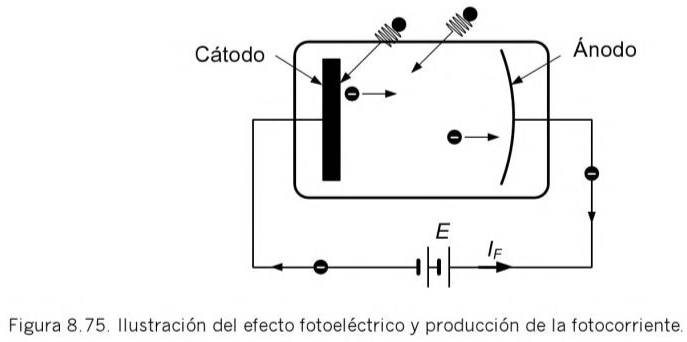 Cátodo
Ánodo
E
I_F
Figura 8.75. Ilustración del efecto fotoeléctrico y producción de la fotocorriente.